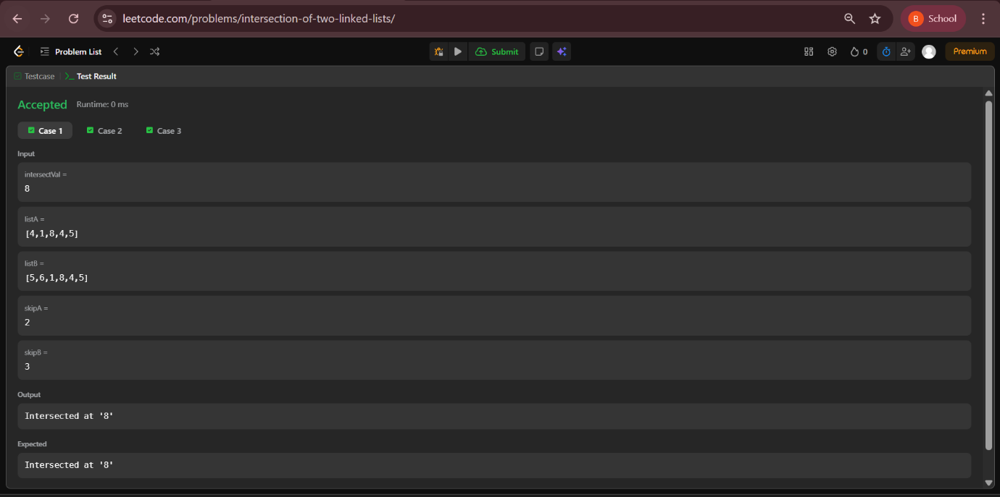 leetcode.com/problems/intersection-of-two-linked-lists/
B School
Problem List
Submit
0
Premium
Testcase
Test Result
Accepted Runtime: 0 ms
Case 1 Case 2 Case 3
Input
intersectVal =
8
listA =
[4,1,8,4,5]
listB =
[5,6,1,8,4,5]
skipA =
2
skipB =
3
Output
Intersected at '8'
Expected
Intersected at '8'